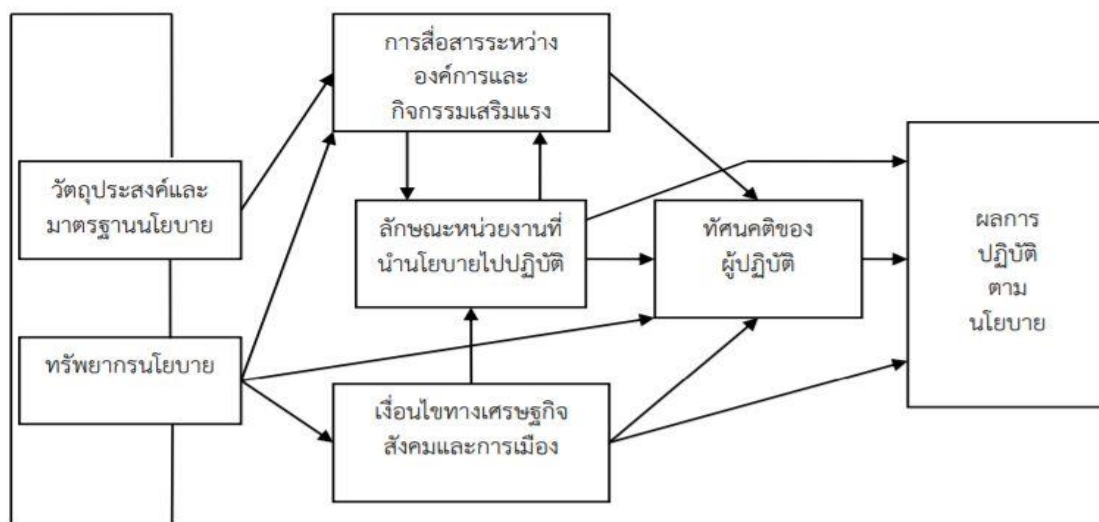 การสื่อสารระหว่าง
องค์การและ
กิจกรรมเสริมแรง
วัตถุประสงค์และ
มาตรฐานนโยบาย
ลักษณะหน่วยงานที่
นำนโยบายไปปฏิบัติ
ทัศนคติของ
ผู้ปฏิบัติ
ผลการ
ปฏิบัติ
ตาม
นโยบาย
ทรัพยากรนโยบาย
เงื่อนไขทางเศรษฐกิจ
สังคมและการเมือง